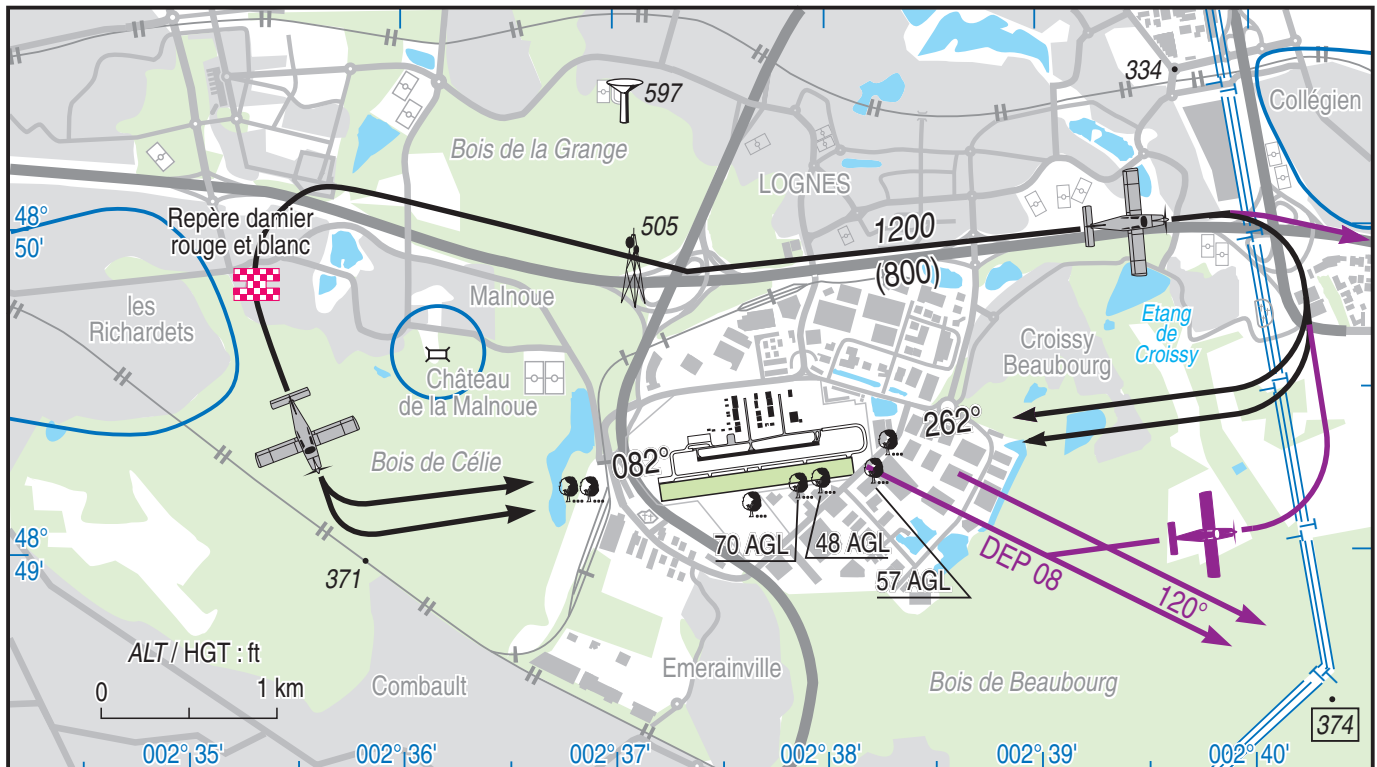 334
597
Collégien
Bois de la Grange
LOGNES
48°
50'
Repère damier
rouge et blanc
505
1200
(800)
les
Richardets
Malnoue
Etang
de
Croissy
Croissy
Beaubourg
Château
de la Malnoue
262°
082°
Bois de Célie
70 AGL
48 AGL
57 AGL
DEP 08
120°
48°
49'
371
ALT / HGT : ft
0
1 km
Combault
Emerainville
Bois de Beaubourg
374
002° 35'
002° 36'
002° 37'
002° 38'
002° 39'
002° 40'